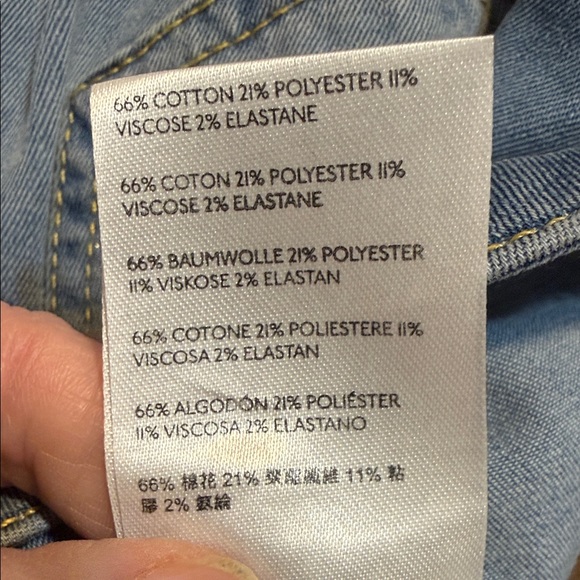 66% COTTON 21% POLYESTER 11%
VISCOSE 2% ELASTANE
66% COTON 21% POLYESTER 11%
VISCOSE 2% ELASTANE
66% BAUMWOLLE 21% POLYESTER
11% VISKOSE 2% ELASTAN
66% COTONE 21% POLIESTERE 11%
VISCOSA 2% ELASTAN
66% ALGODÓN 21% POLIÉSTER
11% VISCOSA 2% ELASTANO
66% 棉花 21% 聚酯纖維 11% 黏
膠 2% 氨綸